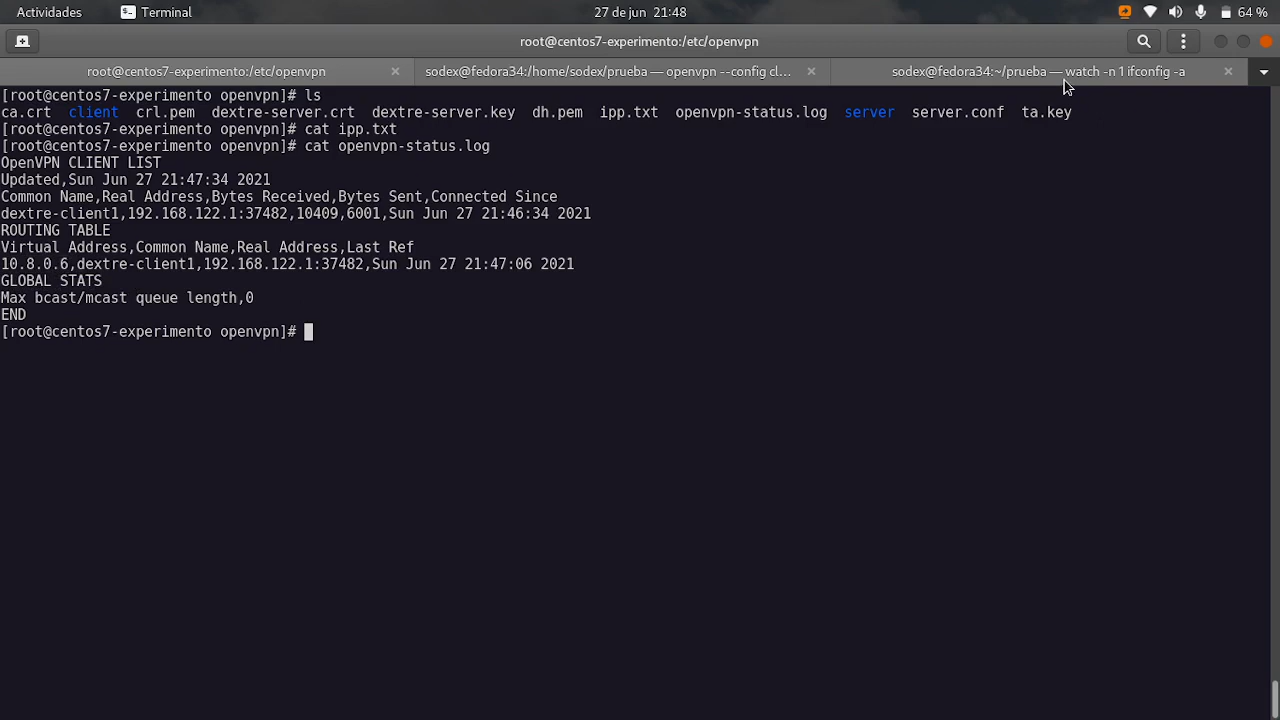 Actividades
Terminal
27 de jun 21:48
64 %
root@centos7-experimento:/etc/openvpn
root@centos7-experimento:/etc/openvpn
sodex@fedora34:/home/sodex/prueba — openvpn --config cl...
sodex@fedora34:~/prueba — watch -n 1 ifconfig -a
[root@centos7-experimento openvpn]# ls
ca.crt client crl.pem dextre-server.crt dextre-server.key dh.pem ipp.txt openvpn-status.log server server.conf ta.key
[root@centos7-experimento openvpn]# cat ipp.txt
[root@centos7-experimento openvpn]# cat openvpn-status.log
OpenVPN CLIENT LIST
Updated,Sun Jun 27 21:47:34 2021
Common Name,Real Address,Bytes Received,Bytes Sent,Connected Since
dextre-client1,192.168.122.1:37482,10409,6001,Sun Jun 27 21:46:34 2021
ROUTING TABLE
Virtual Address,Common Name,Real Address,Last Ref
10.8.0.6,dextre-client1,192.168.122.1:37482,Sun Jun 27 21:47:06 2021
GLOBAL STATS
Max bcast/mcast queue length,0
END
[root@centos7-experimento openvpn]#